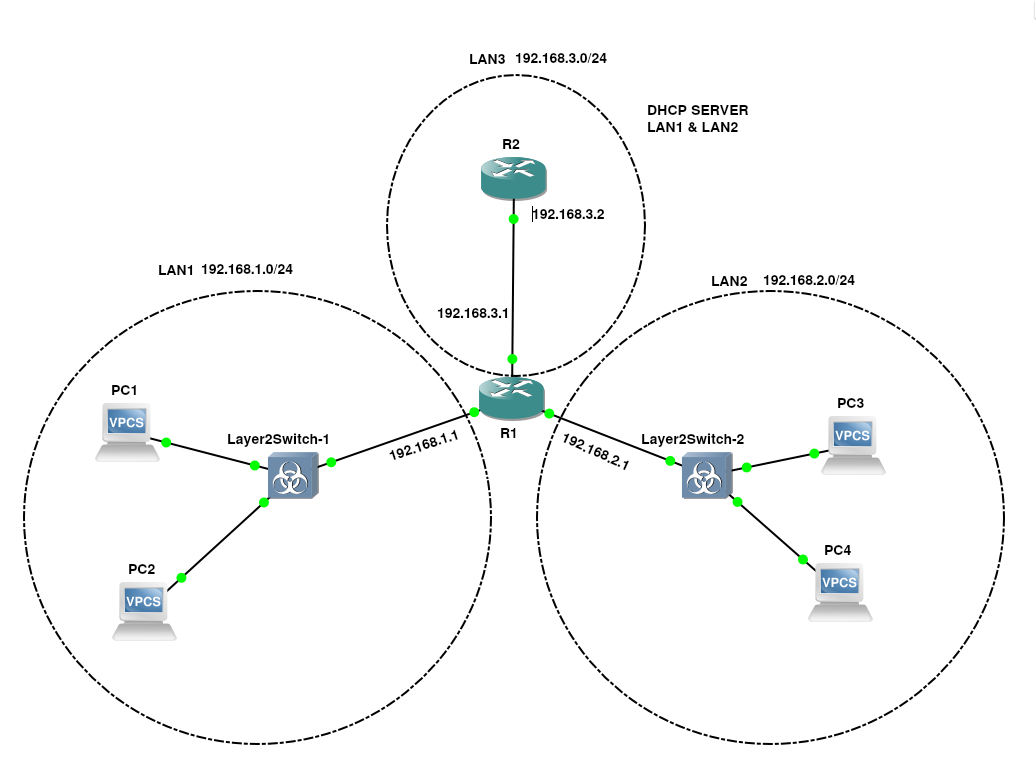 LAN3 192.168.3.0/24
DHCP SERVER
LAN1 & LAN2
R2
192.168.3.2
LAN1 192.168.1.0/24
LAN2 192.168.2.0/24
192.168.3.1
PC1
VPCS
PC3
VPCS
R1
Layer2Switch-1
192.168.1.1
192.168.2.1
Layer2Switch-2
PC2
VPCS
PC4
VPCS